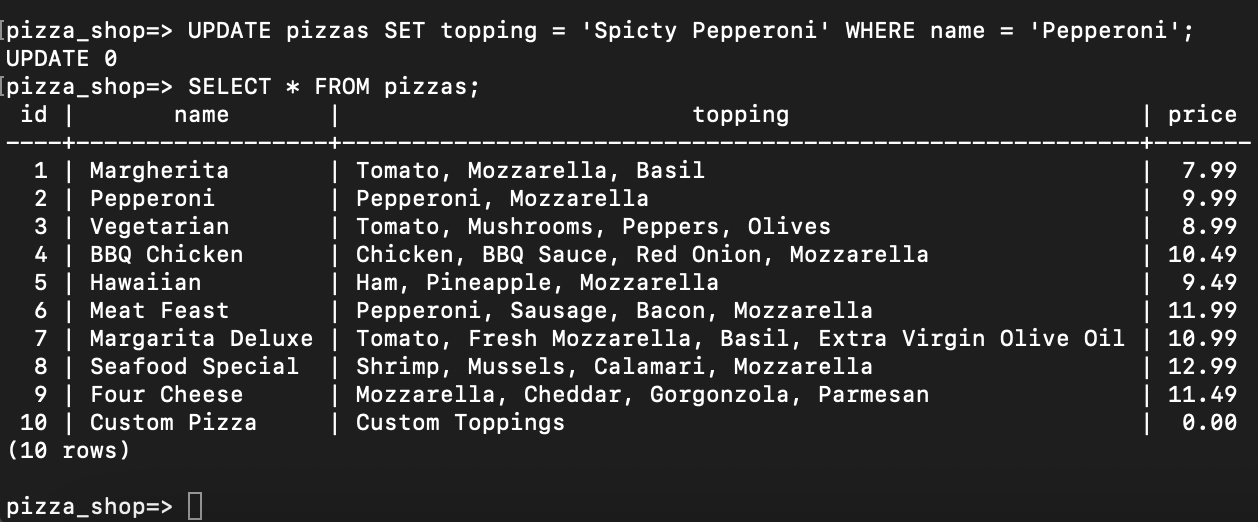 [pizza_shop=> UPDATE pizzas SET topping = 'Spicty Pepperoni' WHERE name = 'Pepperoni';
UPDATE 0
[pizza_shop=> SELECT * FROM pizzas;
 id |      name       |                         topping                         | price
----+-----------------+---------------------------------------------------------+-------
  1 | Margherita      | Tomato, Mozzarella, Basil                               |  7.99
  2 | Pepperoni       | Pepperoni, Mozzarella                                   |  9.99
  3 | Vegetarian      | Tomato, Mushrooms, Peppers, Olives                      |  8.99
  4 | BBQ Chicken     | Chicken, BBQ Sauce, Red Onion, Mozzarella               | 10.49
  5 | Hawaiian        | Ham, Pineapple, Mozzarella                              |  9.49
  6 | Meat Feast      | Pepperoni, Sausage, Bacon, Mozzarella                   | 11.99
  7 | Margarita Deluxe | Tomato, Fresh Mozzarella, Basil, Extra Virgin Olive Oil | 10.99
  8 | Seafood Special | Shrimp, Mussels, Calamari, Mozzarella                   | 12.99
  9 | Four Cheese     | Mozzarella, Cheddar, Gorgonzola, Parmesan               | 11.49
 10 | Custom Pizza    | Custom Toppings                                         |  0.00
(10 rows)
pizza_shop=>